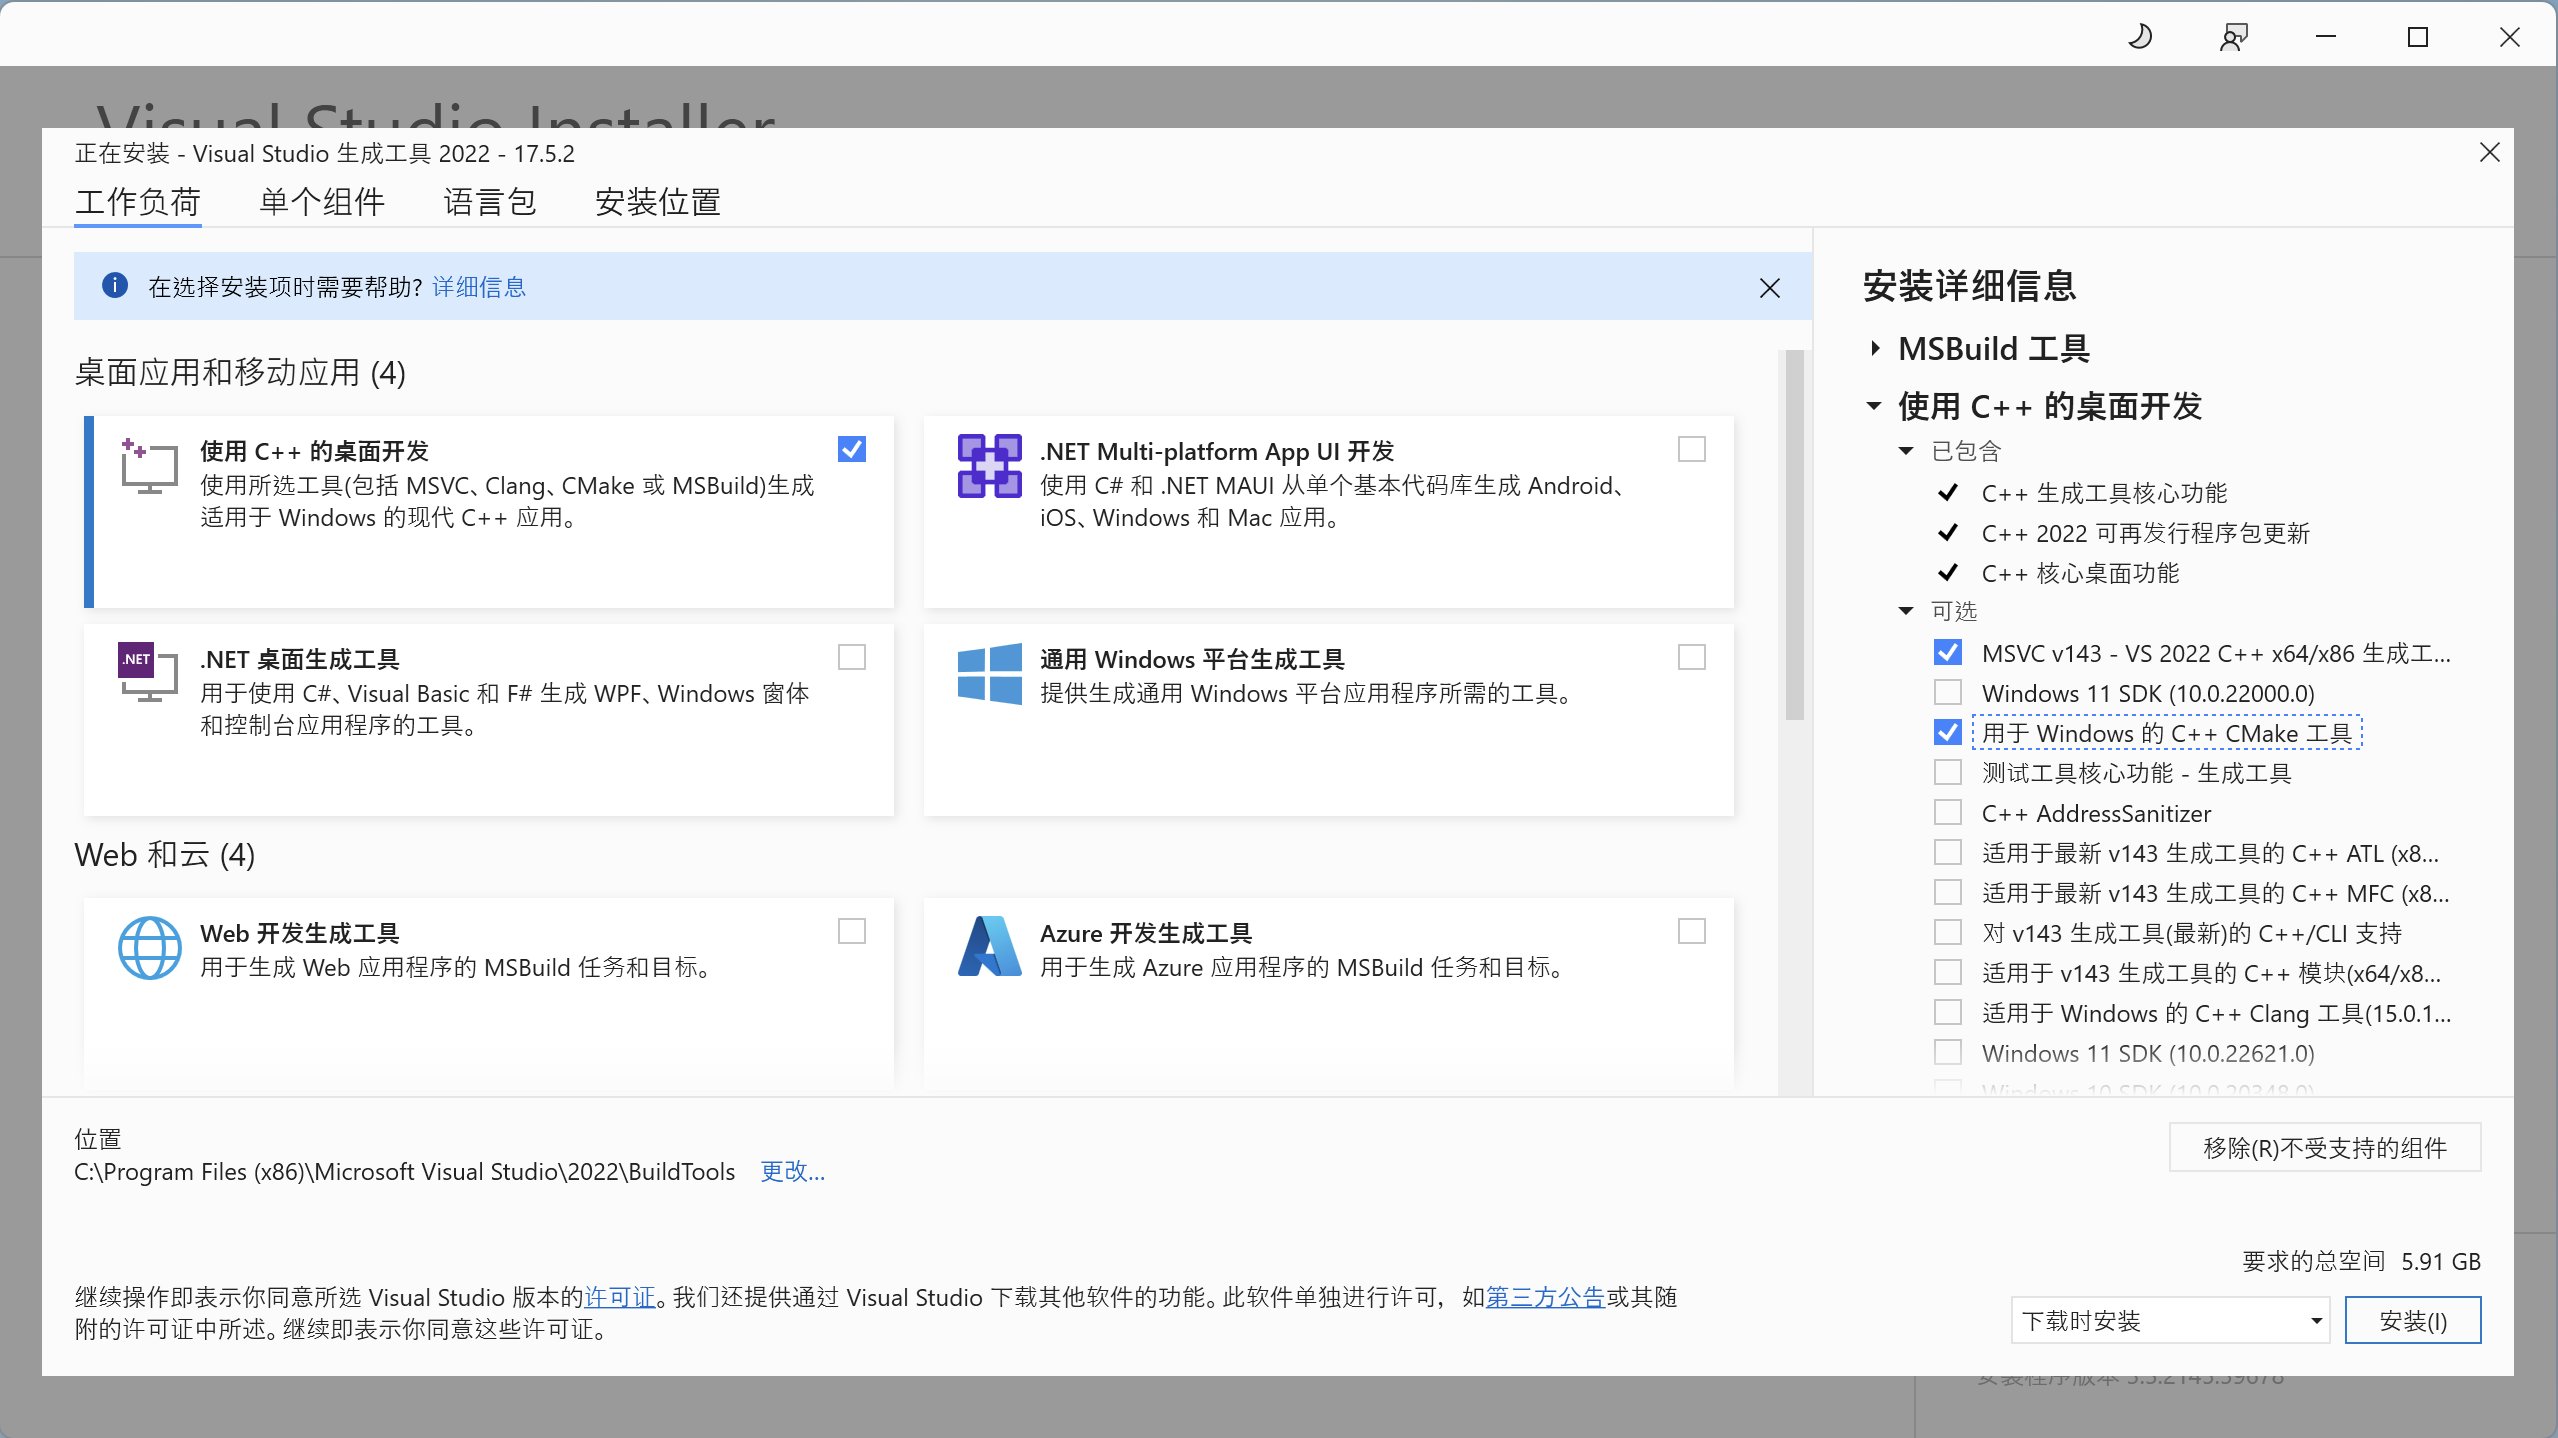 Visual Studio Installer
正在安装 - Visual Studio 生成工具 2022 - 17.5.2
工作负荷
单个组件
语言包
安装位置
在选择安装项时需要帮助? 详细信息
桌面应用和移动应用 (4)
使用 C++ 的桌面开发
使用所选工具(包括 MSVC、Clang、CMake 或 MSBuild)生成
适用于 Windows 的现代 C++ 应用。
.NET Multi-platform App UI 开发
使用 C# 和 .NET MAUI 从单个基本代码库生成 Android、
iOS、Windows 和 Mac 应用。
.NET
.NET 桌面生成工具
用于使用 C#、Visual Basic 和 F# 生成 WPF、Windows 窗体
和控制台应用程序的工具。
通用 Windows 平台生成工具
提供生成通用 Windows 平台应用程序所需的工具。
Web 和云 (4)
Web 开发生成工具
用于生成 Web 应用程序的 MSBuild 任务和目标。
Azure 开发生成工具
用于生成 Azure 应用程序的 MSBuild 任务和目标。
安装详细信息
MSBuild 工具
使用 C++ 的桌面开发
已包含
C++ 生成工具核心功能
C++ 2022 可再发行程序包更新
C++ 核心桌面功能
可选
MSVC v143 - VS 2022 C++ x64/x86 生成工...
Windows 11 SDK (10.0.22000.0)
用于 Windows 的 C++ CMake 工具
测试工具核心功能 - 生成工具
C++ AddressSanitizer
适用于最新 v143 生成工具的 C++ ATL (x8...
适用于最新 v143 生成工具的 C++ MFC (x8...
对 v143 生成工具(最新)的 C++/CLI 支持
适用于 v143 生成工具的 C++ 模块(x64/x8...
适用于 Windows 的 C++ Clang 工具(15.0.1...
Windows 11 SDK (10.0.22621.0)
Windows 10 SDK (10.0.20348.0)
位置
C:\Program Files (x86)\Microsoft Visual Studio\2022\BuildTools 更改...
移除(R)不受支持的组件
要求的总空间 5.91 GB
继续操作即表示你同意所选 Visual Studio 版本的许可证。我们还提供通过 Visual Studio 下载其他软件的功能。此软件单独进行许可，如第三方公告或其随
附的许可证中所述。继续即表示你同意这些许可证。
下载时安装
安装(I)
安装程序版本